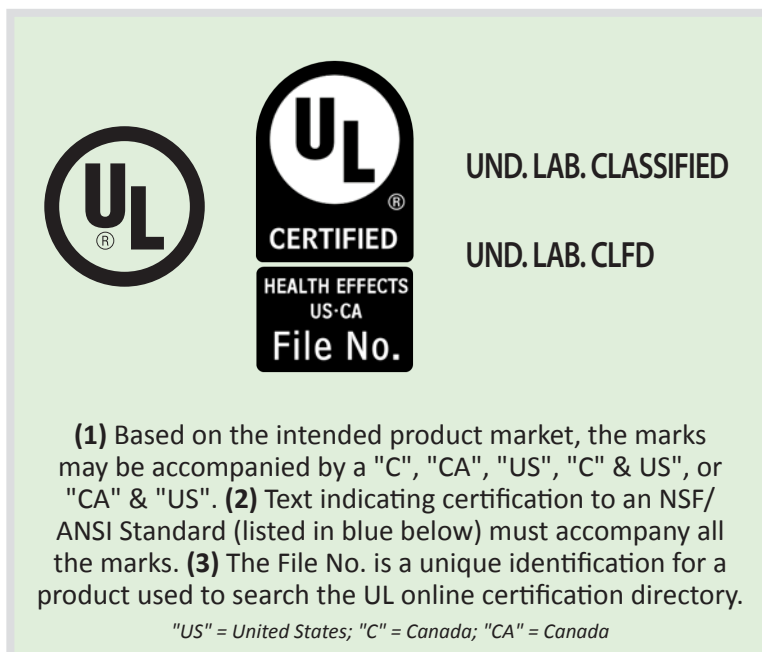 UL
®
UL
®
CERTIFIED
HEALTH EFFECTS
US·CA
File No.
UND. LAB. CLASSIFIED
UND. LAB. CLFD
(1) Based on the intended product market, the marks
may be accompanied by a "C", "CA", "US", "C" & US", or
"CA" & "US". (2) Text indicating certification to an NSF/
ANSI Standard (listed in blue below) must accompany all
the marks. (3) The File No. is a unique identification for a
product used to search the UL online certification directory.
"US" = United States; "C" = Canada; "CA" = Canada